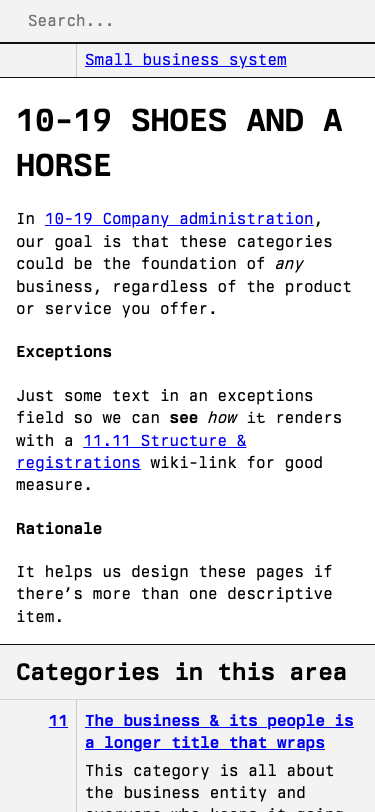 Search...
Small business system
10-19 SHOES AND A
HORSE
In 10-19 Company administration,
our goal is that these categories
could be the foundation of any
business, regardless of the product
or service you offer.
Exceptions
Just some text in an exceptions
field so we can see how it renders
with a 11.11 Structure &
registrations wiki-link for good
measure.
Rationale
It helps us design these pages if
there’s more than one descriptive
item.
Categories in this area
11 The business & its people is
a longer title that wraps
This category is all about
the business entity and
everyone who keeps it going